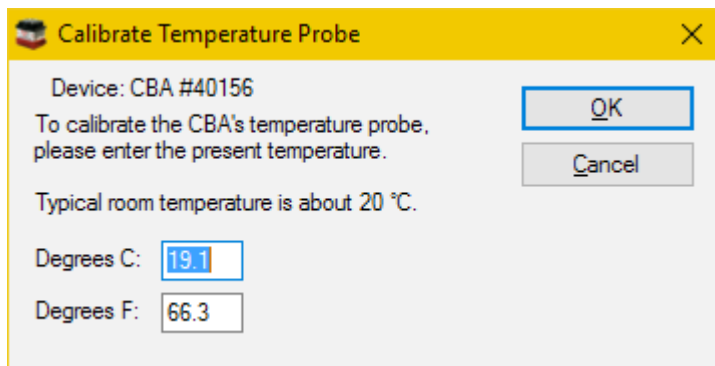 Calibrate Temperature Probe
Device: CBA #40156
To calibrate the CBA's temperature probe,
please enter the present temperature.
Typical room temperature is about 20 °C.
OK
Cancel
Degrees C: 19.1
Degrees F: 66.3